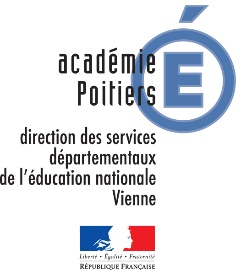 académie
Poitiers
É
direction des services
départementaux
de l'éducation nationale
Vienne
Liberté • Égalité • Fraternité
RÉPUBLIQUE FRANÇAISE